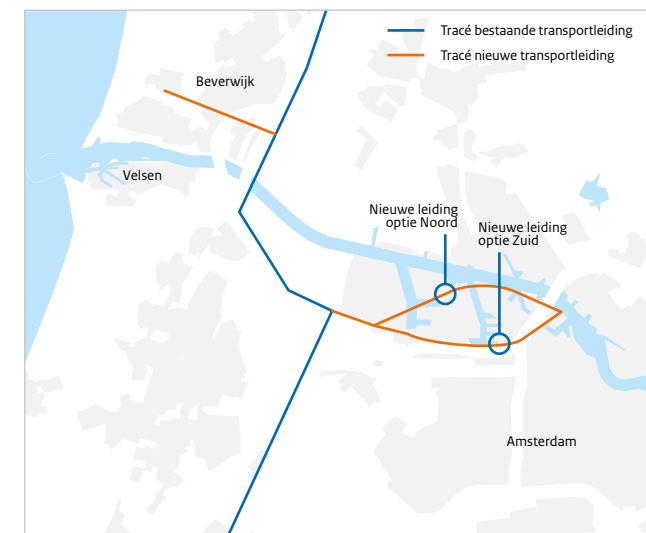 Tracé bestaande transportleiding
Tracé nieuwe transportleiding
Beverwijk
Velsen
Nieuwe leiding
optie Noord
Nieuwe leiding
optie Zuid
Amsterdam